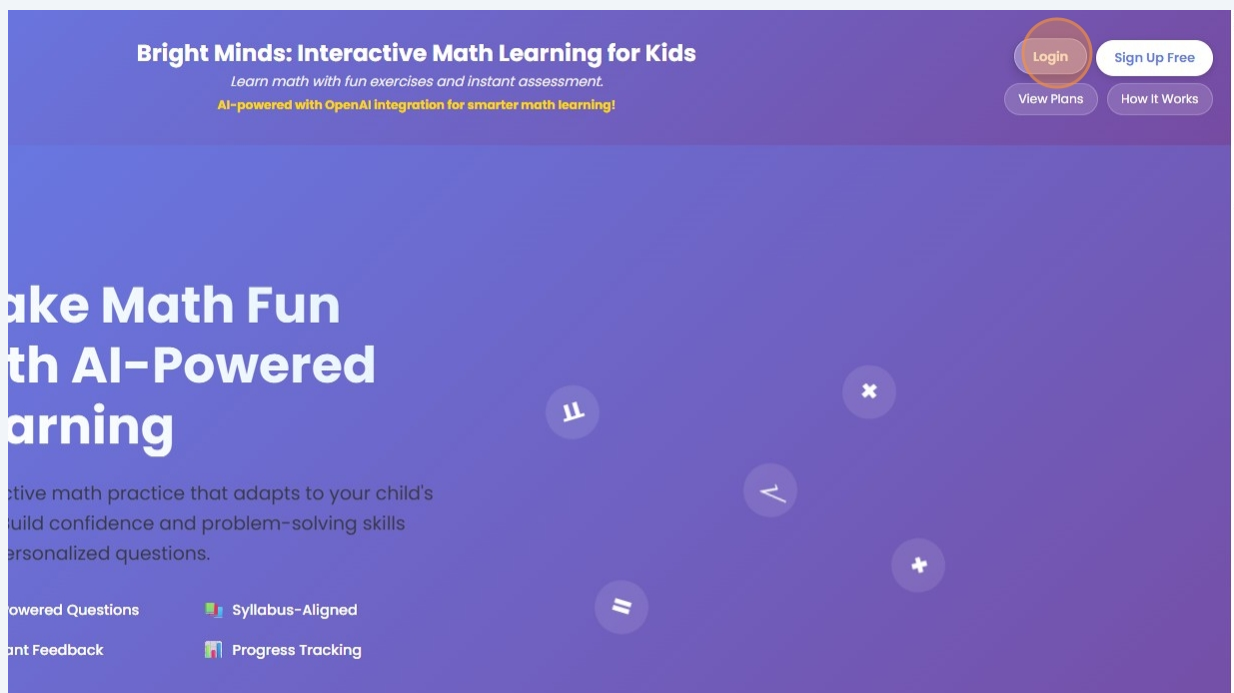 Bright Minds: Interactive Math Learning for Kids
Learn math with fun exercises and instant assessment.
AI-powered with OpenAI integration for smarter math learning!
Login
Sign Up Free
View Plans
How It Works
ake Math Fun
th AI-Powered
arning
ctive math practice that adapts to your child's
Build confidence and problem-solving skills
ersonalized questions.
owered Questions
Syllabus-Aligned
ant Feedback
Progress Tracking